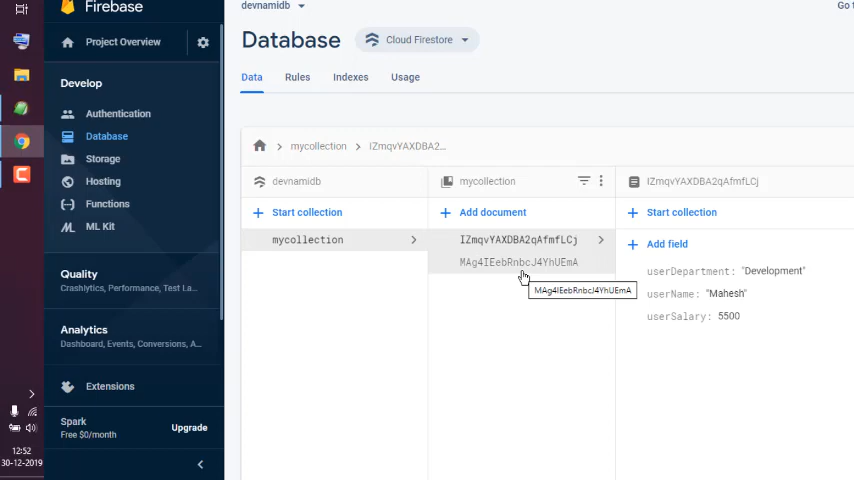 Firebase
devnamidb
Go t
Project Overview
Database
Cloud Firestore
Develop
Data
Rules
Indexes
Usage
Authentication
Database
Storage
Hosting
Functions
ML Kit
mycollection
IZmqvYAXDBA2...
devnamidb
mycollection
IZmqvYAXDBA2qAfmfLCj
Start collection
Add document
Start collection
mycollection
IZmqvYAXDBA2qAfmfLCj
MAg4IEebRnbcJ4YhUEmA
MAg4IEebRnbcJ4YhUEmA
Add field
userDepartment: "Development"
userName: "Mahesh"
userSalary: 5500
Quality
Crashlytics, Performance, Test La...
Analytics
Dashboard, Events, Conversions, A...
Extensions
Spark
Free $0/month
Upgrade
12:52
30-12-2019